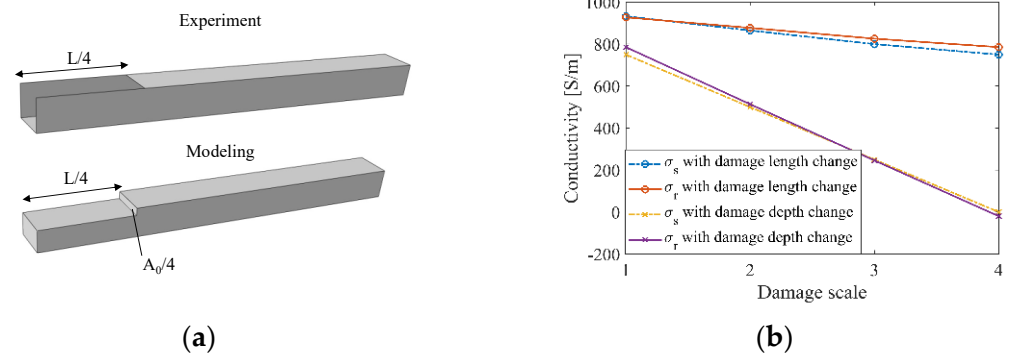 Experiment
L/4
Modeling
L/4
A₀/4
(a)
1000
800
600
400
200
0
-200
Conductivity [S/m]
σₛ with damage length change
σᵣ with damage length change
σₛ with damage depth change
σᵣ with damage depth change
1 2 3 4
Damage scale
(b)